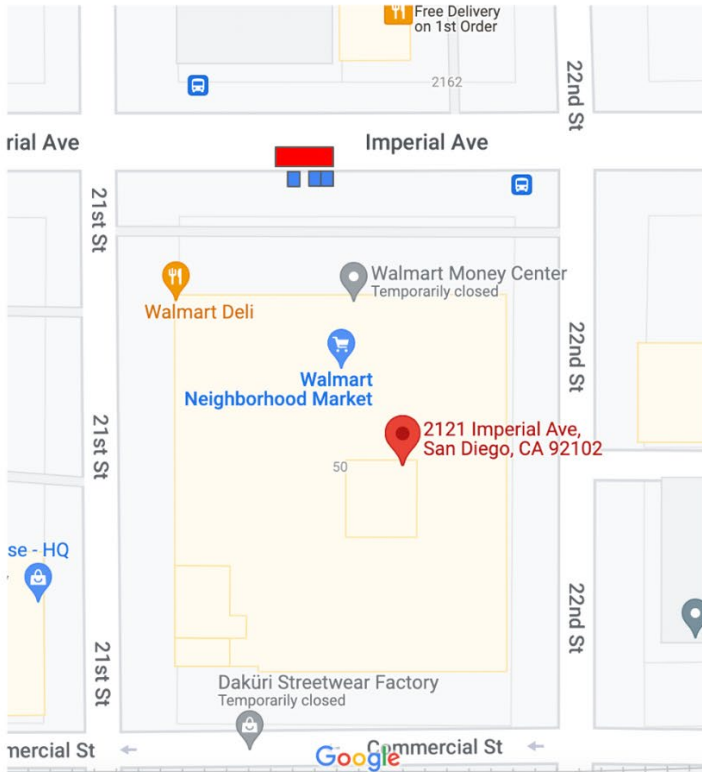 Free Delivery
on 1st Order
2162
22nd St
rial Ave
Imperial Ave
21st St
Walmart Money Center
Temporarily closed
Walmart Deli
22nd St
Walmart
Neighborhood Market
2121 Imperial Ave,
San Diego, CA 92102
21st St
50
se - HQ
22nd St
21st St
Daküri Streetwear Factory
Temporarily closed
mercial St
Commercial St
Google